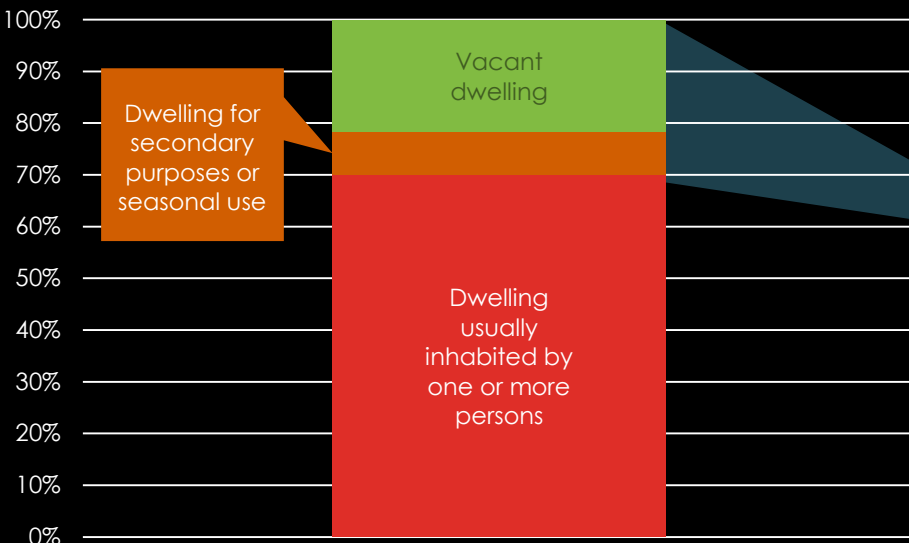 100%
90%
80%
70%
60%
50%
40%
30%
20%
10%
0%
Vacant
dwelling
Dwelling for
secondary
purposes or
seasonal use
Dwelling
usually
inhabited by
one or more
persons